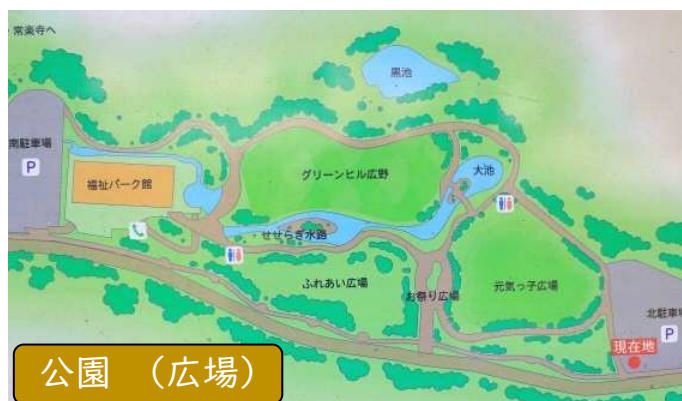 常楽寺へ
黒池
南駐車場
P
福祉パーク館
グリーンヒル広野
大池
せせらぎ水路
ふれあい広場
お祭り広場
元気っ子広場
北駐車場
P
現在地
公園 （広場）